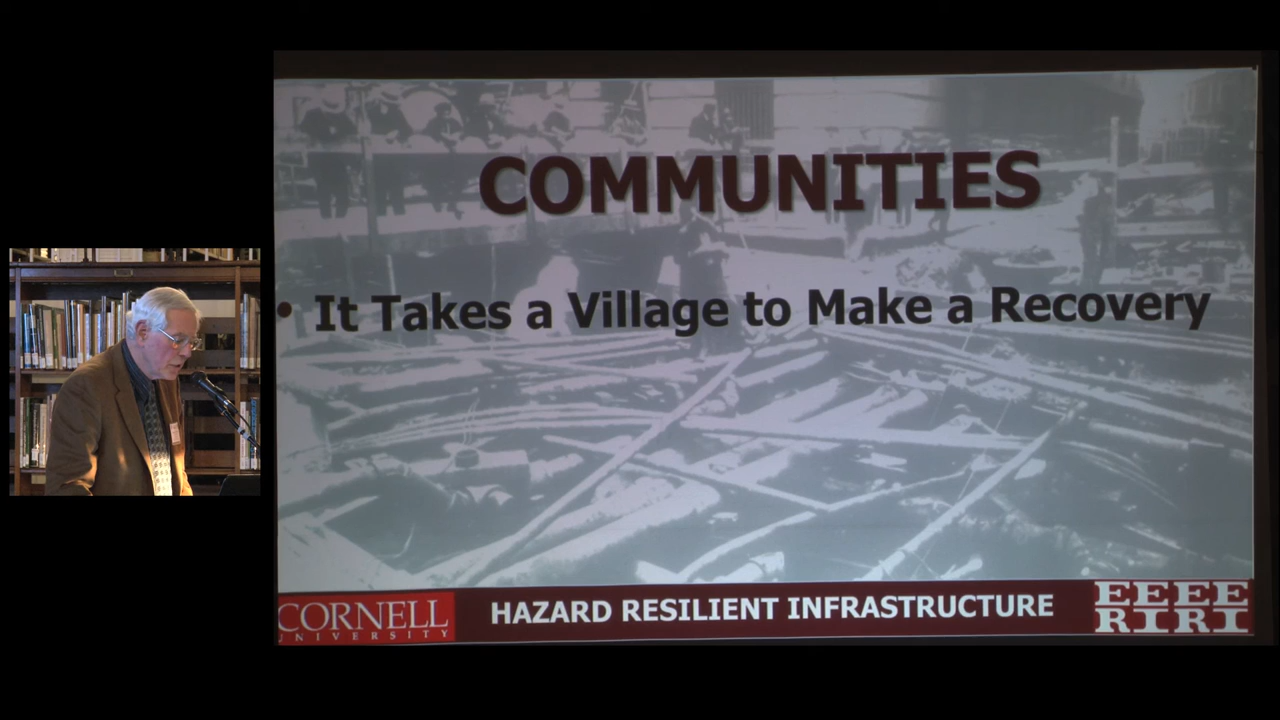 COMMUNITIES
• It Takes a Village to Make a Recovery
CORNELL
UNIVERSITY
HAZARD RESILIENT INFRASTRUCTURE
EEEE
RIRI